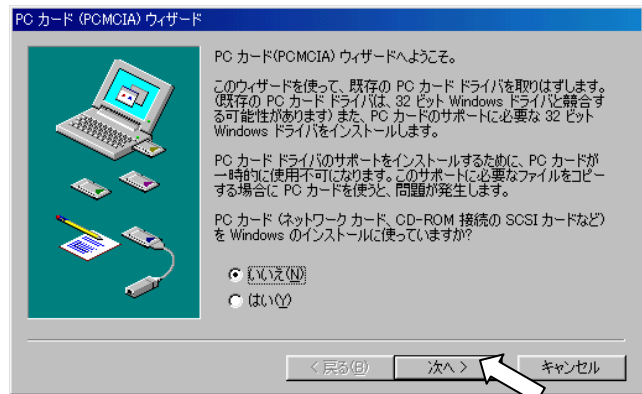 PC カード (PCMCIA) ウィザード
PC カード(PCMCIA) ウィザードへようこそ。
このウィザードを使って、既存の PC カード ドライバを取りはずします。
(既存の PC カード ドライバは、32 ビット Windows ドライバと競合す
る可能性があります) また、PC カードのサポートに必要な 32 ビット
Windows ドライバをインストールします。
PC カード ドライバのサポートをインストールするために、PC カードが
一時的に使用不可になります。このサポートに必要なファイルをコピー
する場合に PC カードを使うと、問題が発生します。
PC カード (ネットワーク カード、CD-ROM 接続の SCSI カードなど)
を Windows のインストールに使っていますか?
いいえ(N)
はい(Y)
< 戻る(B)
次へ >
キャンセル